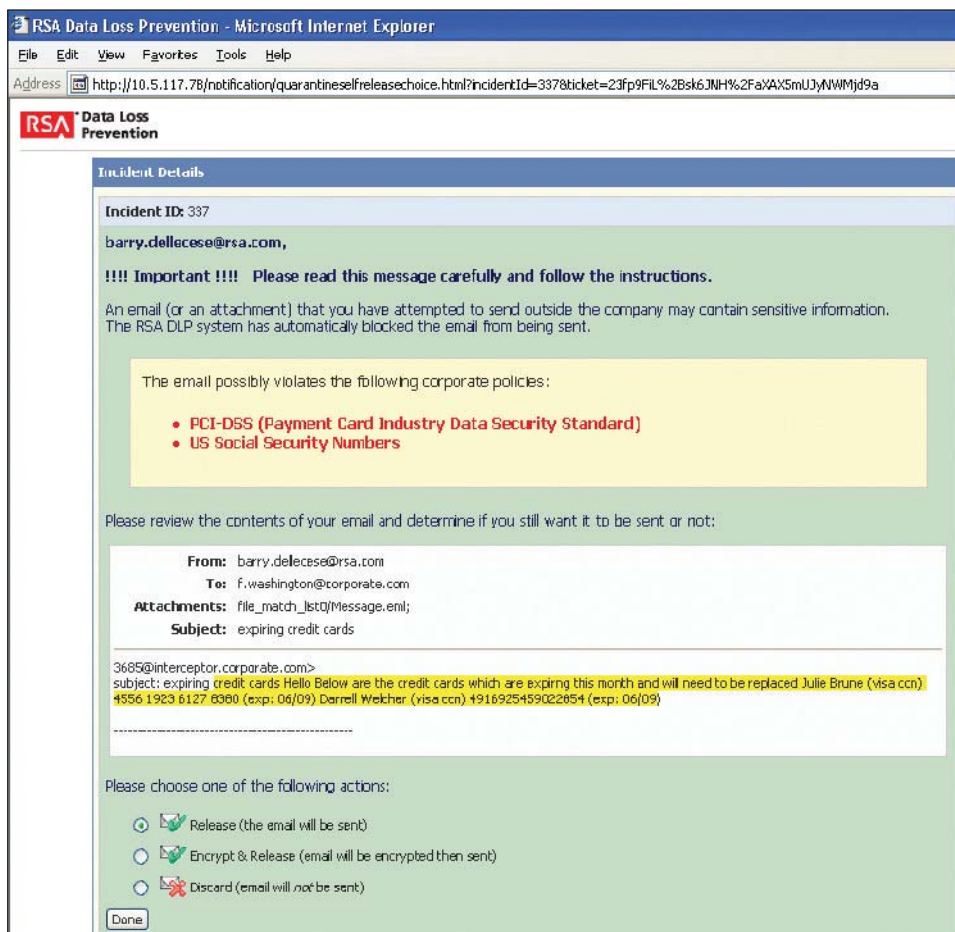 RSA Data Loss Prevention - Microsoft Internet Explorer
File Edit View Favorites Tools Help
Address http://10.5.117.78/notification/quarantineselfreleasechoice.html?incidentId=337&ticket=23fp9FiL%2Bsk6JNH%2FaXAX5mUJyNWMjd9a
RSA Data Loss
Prevention
Incident Details
Incident ID: 337
barry.dellecese@rsa.com,
!!!! Important !!!! Please read this message carefully and follow the instructions.
An email (or an attachment) that you have attempted to send outside the company may contain sensitive information.
The RSA DLP system has automatically blocked the email from being sent.
The email possibly violates the following corporate policies:
• PCI-DSS (Payment Card Industry Data Security Standard)
• US Social Security Numbers
Please review the contents of your email and determine if you still want it to be sent or not:
From: barry.delecese@rsa.com
To: f.washington@corporate.com
Attachments: file_match_list0/Message.eml;
Subject: expiring credit cards
3685@interceptor.corporate.com>
subject: expiring credit cards Hello Below are the credit cards which are expirng this month and will need to be replaced Julie Brune (visa ccn)
4556 1923 6127 8380 (exp: 06/09) Darrell Welcher (visa ccn) 4916925459022854 (exp: 06/09)
--------------------------------------------------
Please choose one of the following actions:
Release (the email will be sent)
Encrypt & Release (email will be encrypted then sent)
Discard (email will not be sent)
Done